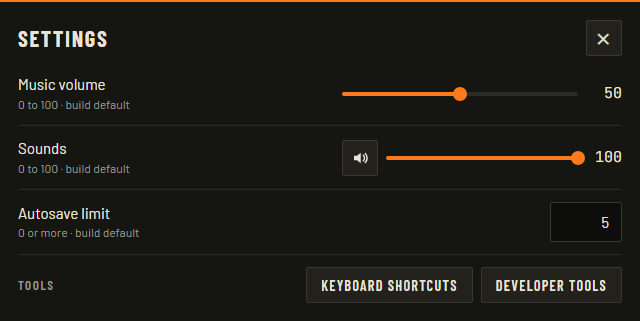 SETTINGS
Music volume
0 to 100 · build default
50
Sounds
0 to 100 · build default
100
Autosave limit
0 or more · build default
5
TOOLS
KEYBOARD SHORTCUTS
DEVELOPER TOOLS